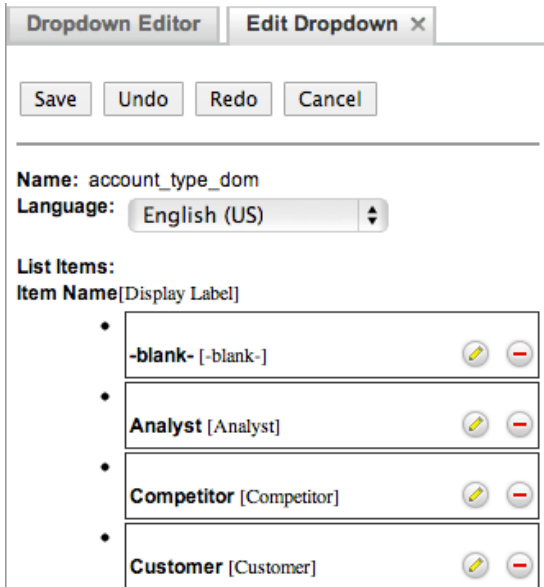 Dropdown Editor Edit Dropdown ×
Save Undo Redo Cancel
Name: account_type_dom
Language: English (US)
List Items:
Item Name[Display Label]
-blank- [-blank-]
Analyst [Analyst]
Competitor [Competitor]
Customer [Customer]